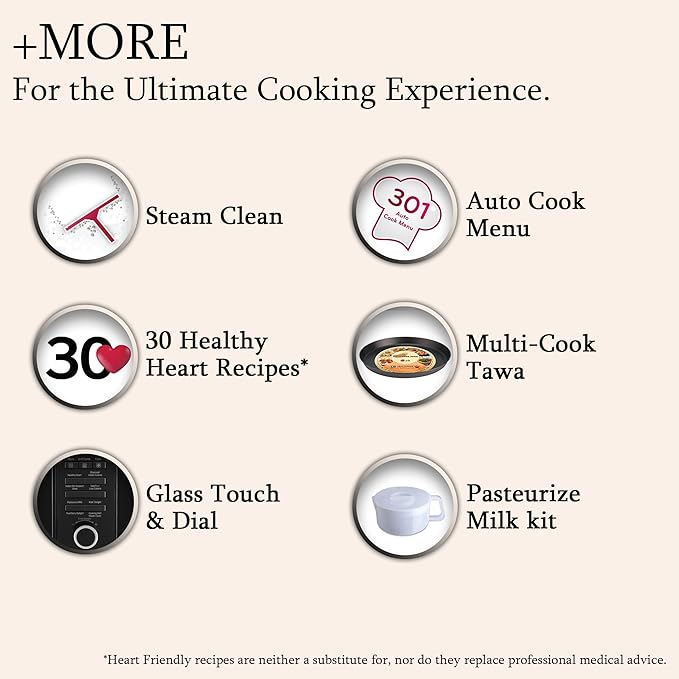 +MORE
For the Ultimate Cooking Experience.
Steam Clean
301
Auto
Cook Menu
Auto Cook
Menu
30
30 Healthy
Heart Recipes*
Multi-Cook
Tawa
Glass Touch
& Dial
Pasteurize
Milk kit
*Heart Friendly recipes are neither a substitute for, nor do they replace professional medical advice.